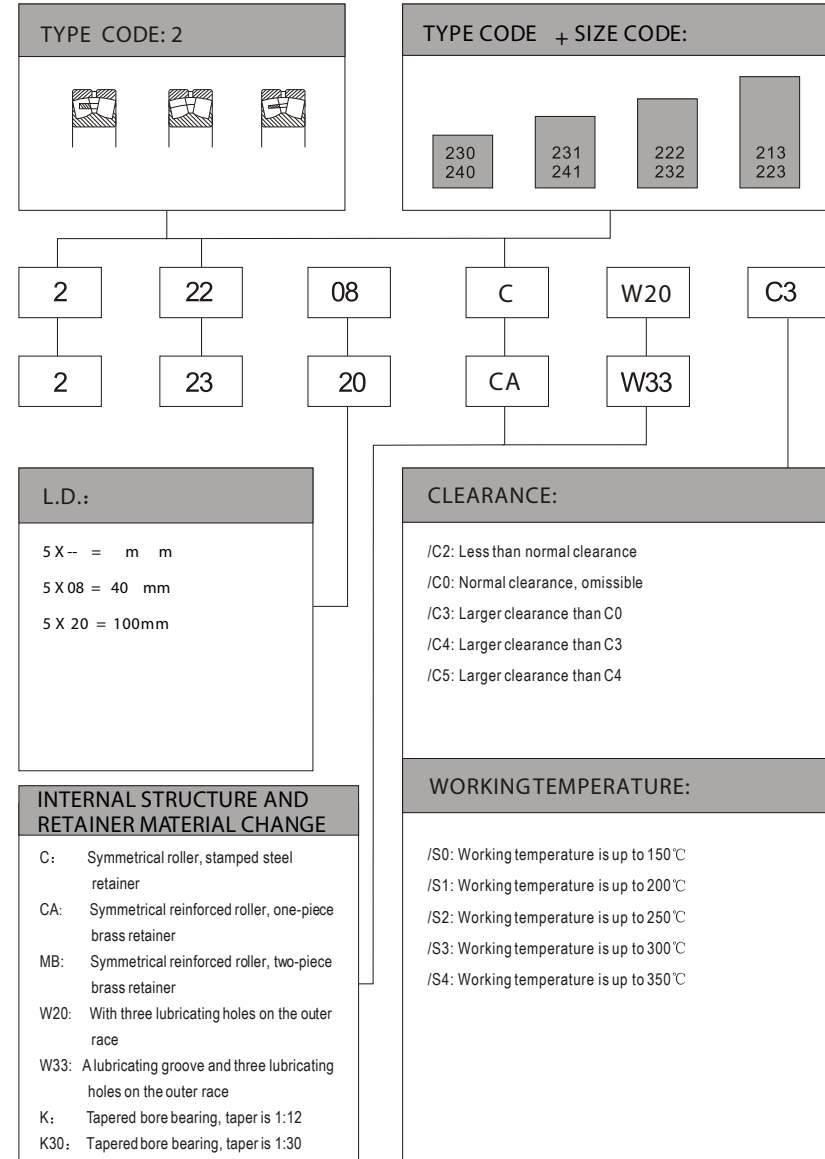 TYPE CODE: 2
TYPE CODE + SIZE CODE:
230 231 222 213
240 241 232 223
2 22 08 C W20 C3
2 23 20 CA W33
L.D.:
5 X -- = m m
5 X 08 = 40 mm
5 X 20 = 100mm
CLEARANCE:
/C2: Less than normal clearance
/C0: Normal clearance, omissible
/C3: Larger clearance than C0
/C4: Larger clearance than C3
/C5: Larger clearance than C4
INTERNAL STRUCTURE AND
RETAINER MATERIAL CHANGE
C: Symmetrical roller, stamped steel
retainer
CA: Symmetrical reinforced roller, one-piece
brass retainer
MB: Symmetrical reinforced roller, two-piece
brass retainer
W20: With three lubricating holes on the outer
race
W33: A lubricating groove and three lubricating
holes on the outer race
K: Tapered bore bearing, taper is 1:12
K30: Tapered bore bearing, taper is 1:30
WORKING TEMPERATURE:
/S0: Working temperature is up to 150℃
/S1: Working temperature is up to 200℃
/S2: Working temperature is up to 250℃
/S3: Working temperature is up to 300℃
/S4: Working temperature is up to 350℃